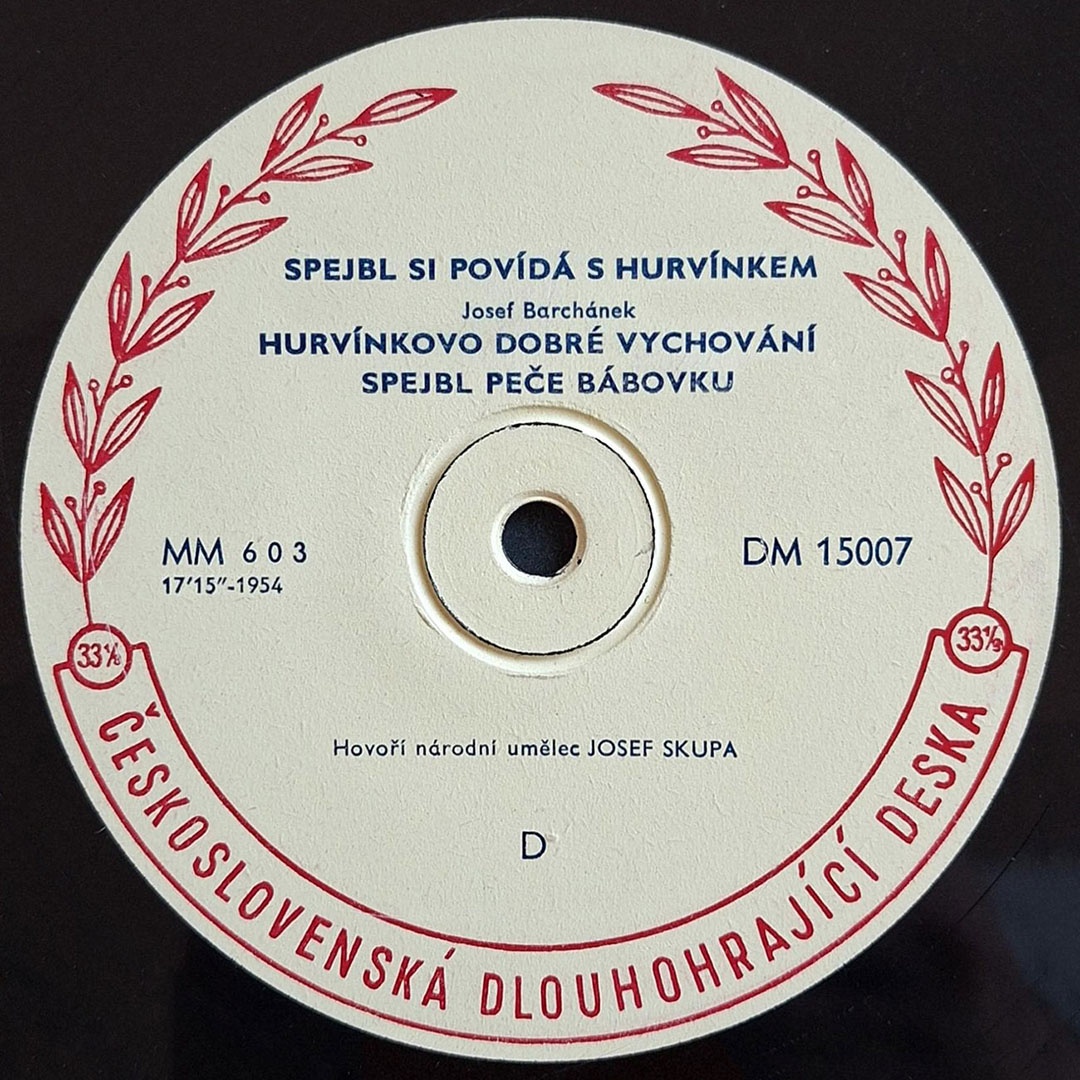 SPEJBL SI POVÍDÁ S HURVÍNKEM
Josef Barchánek
HURVÍNKOVO DOBRÉ VYCHOVÁNÍ
SPEJBL PEČE BÁBOVKU
MM 603
17'15"-1954
DM 15007
33⅓
33⅓
Hovoří národní umělec JOSEF SKUPA
D
ČESKOSLOVENSKÁ DLOUHOHRAJÍCÍ DESKA